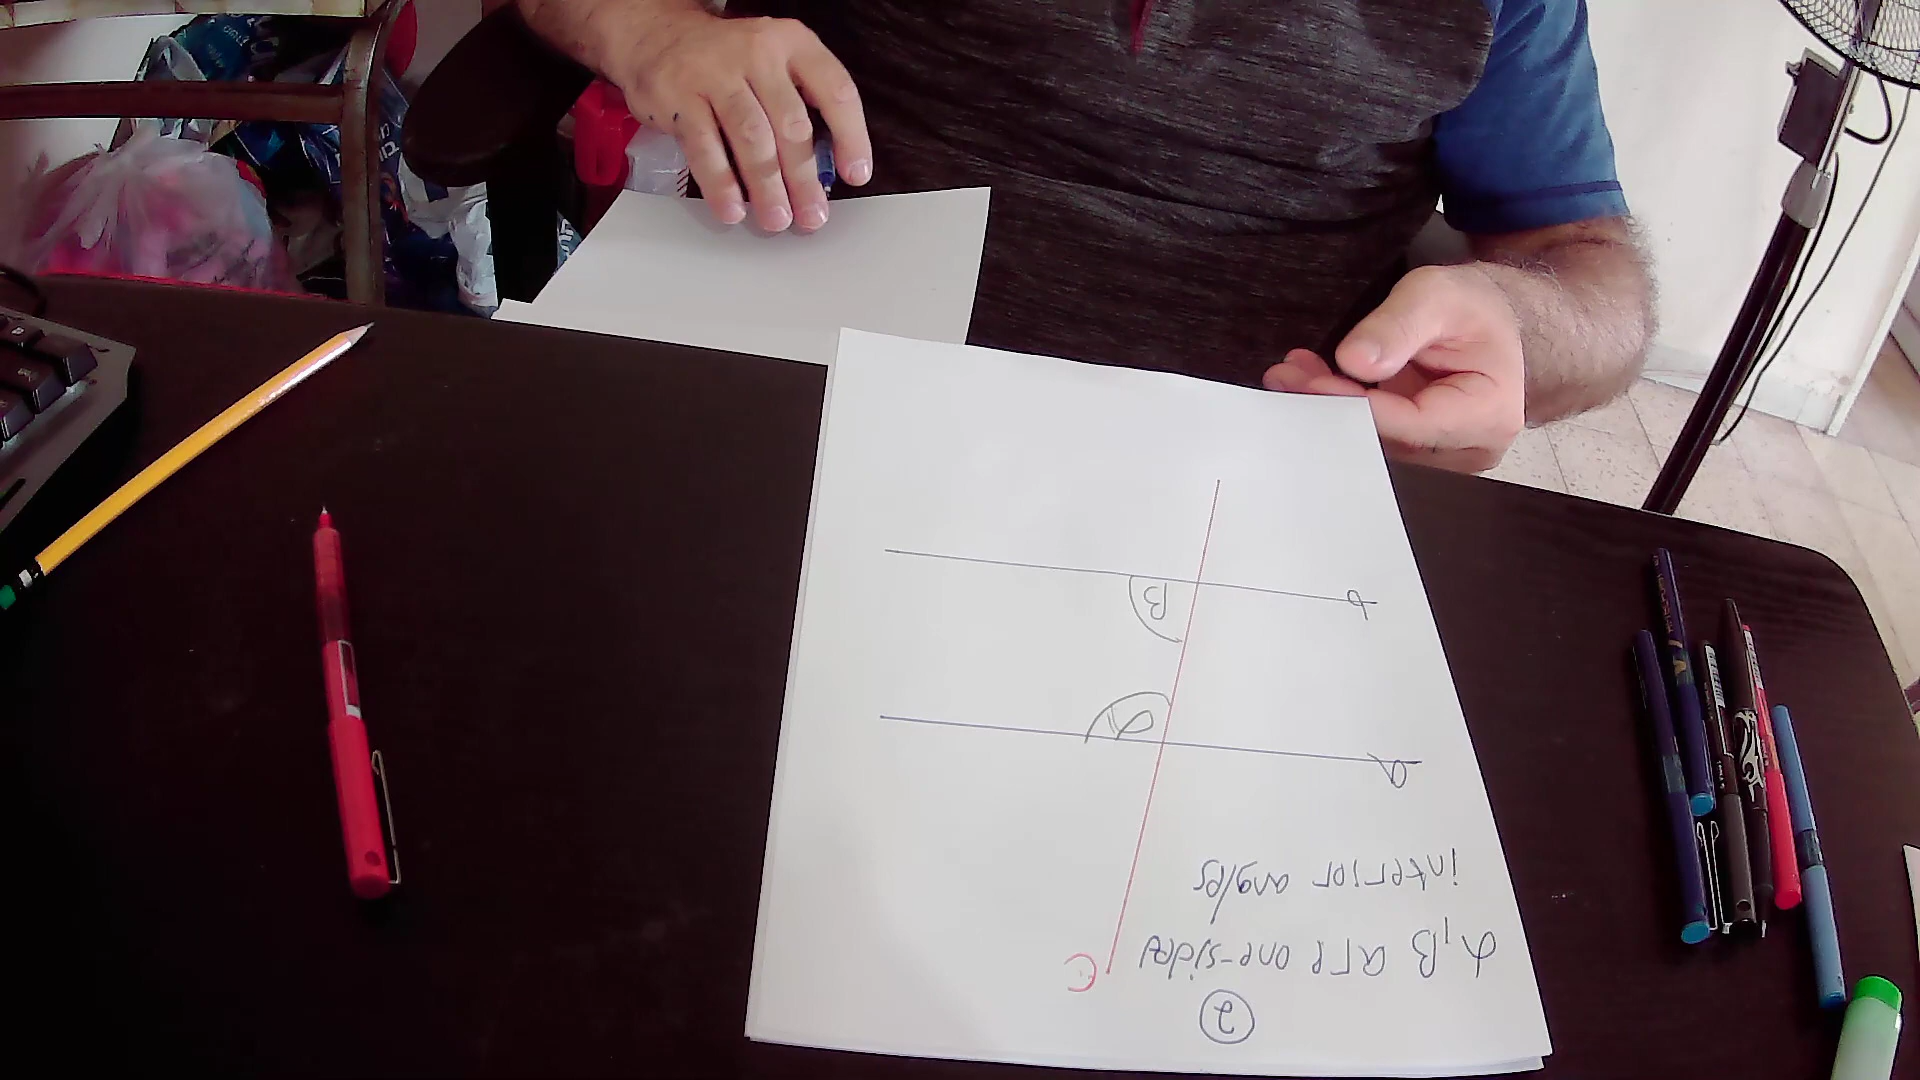 ②
α, β are one-sided
interior angles
c
a
α
β
b